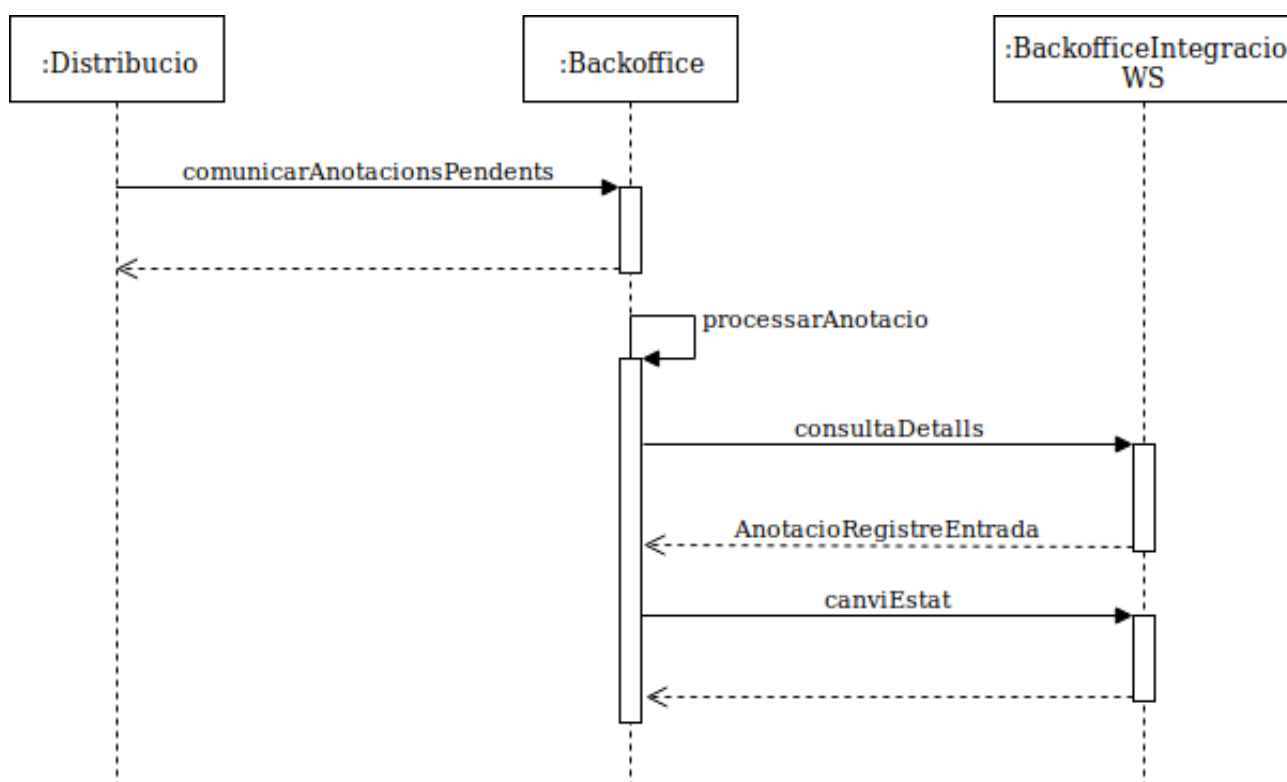 :Distribucio
:Backoffice
:BackofficeIntegracio
WS
comunicarAnotacionsPendents
processarAnotacio
consultaDetalls
AnotacioRegistreEntrada
canviEstat